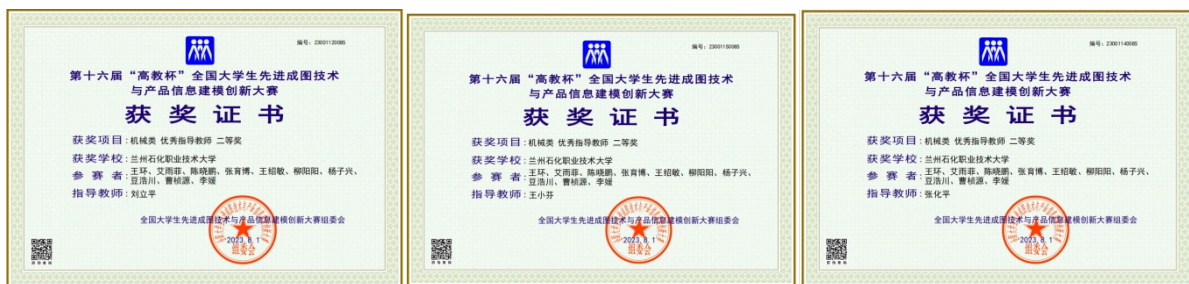 编号：23001120085
第十六届“高教杯”全国大学生先进成图技术
与产品信息建模创新大赛
获奖证书
获奖项目：机械类 优秀指导教师 二等奖
获奖学校：兰州石化职业技术大学
参赛者：王环、艾雨菲、陈晓鹏、张育博、王绍敏、柳阳阳、杨子兴、
豆浩川、曹桢源、李媛
指导教师：刘立平
全国大学生先进成图技术与产品信息建模创新大赛组委会
2023.8.1
组委会
编号：23001150085
第十六届“高教杯”全国大学生先进成图技术
与产品信息建模创新大赛
获奖证书
获奖项目：机械类 优秀指导教师 二等奖
获奖学校：兰州石化职业技术大学
参赛者：王环、艾雨菲、陈晓鹏、张育博、王绍敏、柳阳阳、杨子兴、
豆浩川、曹桢源、李媛
指导教师：王小芬
全国大学生先进成图技术与产品信息建模创新大赛组委会
2023.8.1
组委会
编号：23001140085
第十六届“高教杯”全国大学生先进成图技术
与产品信息建模创新大赛
获奖证书
获奖项目：机械类 优秀指导教师 二等奖
获奖学校：兰州石化职业技术大学
参赛者：王环、艾雨菲、陈晓鹏、张育博、王绍敏、柳阳阳、杨子兴、
豆浩川、曹桢源、李媛
指导教师：张化平
全国大学生先进成图技术与产品信息建模创新大赛组委会
2023.8.1
组委会